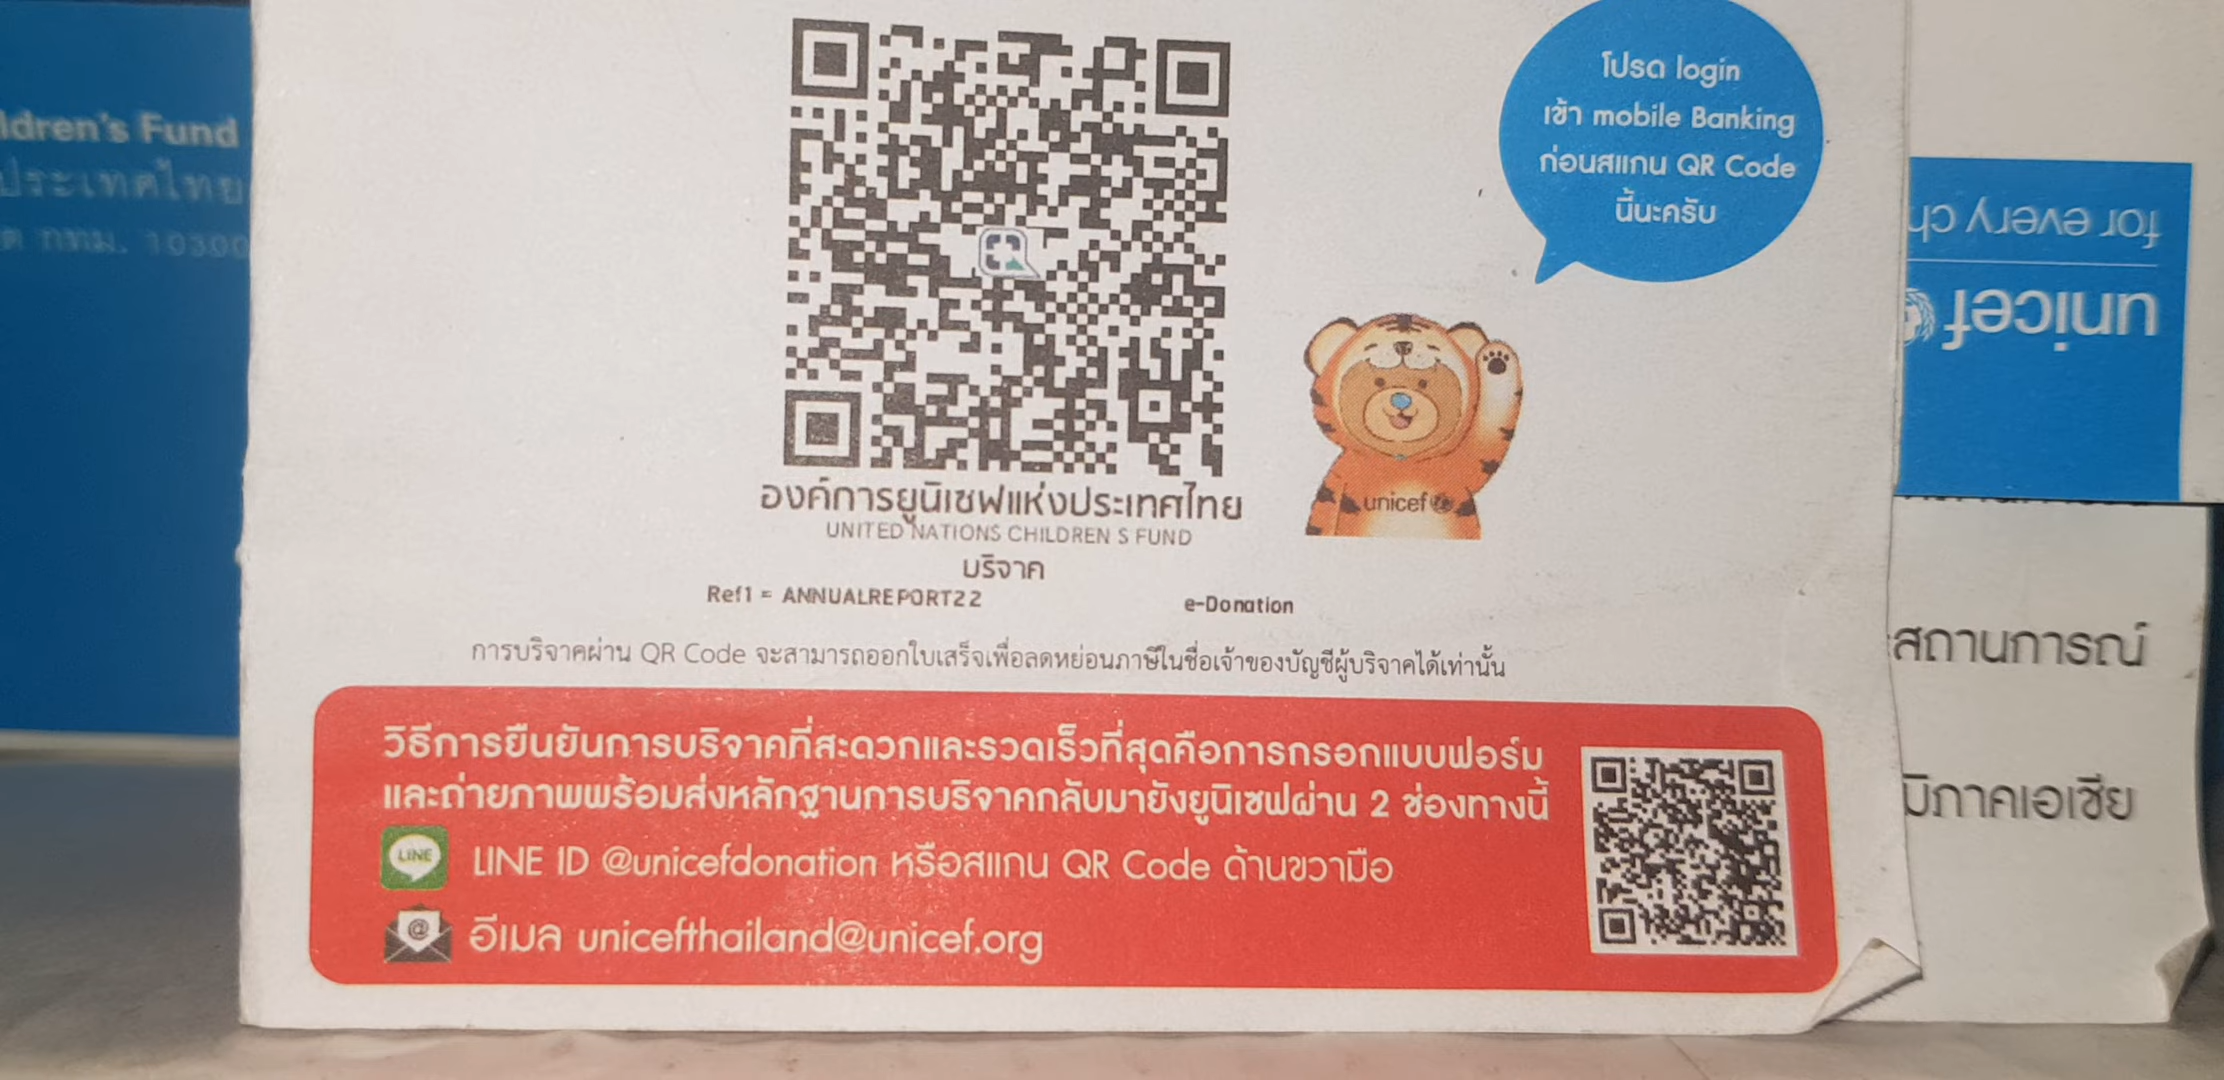 ldren's Fund
ประเทศไทย
กทม. 10300
โปรด login
เข้า mobile Banking
ก่อนสแกน QR Code
นี้นะครับ
for every ch
unicef
unicef
องค์การยูนิเซฟแห่งประเทศไทย
UNITED NATIONS CHILDREN S FUND
บริจาค
Ref1 = ANNUALREPORT22 e-Donation
การบริจาคผ่าน QR Code จะสามารถออกใบเสร็จเพื่อลดหย่อนภาษีในชื่อเจ้าของบัญชีผู้บริจาคได้เท่านั้น
วิธีการยืนยันการบริจาคที่สะดวกและรวดเร็วที่สุดคือการกรอกแบบฟอร์ม
และถ่ายภาพพร้อมส่งหลักฐานการบริจาคกลับมายังยูนิเซฟผ่าน 2 ช่องทางนี้
LINE
LINE ID @unicefdonation หรือสแกน QR Code ด้านขวามือ
อีเมล unicefthailand@unicef.org
สถานการณ์
มิภาคเอเชีย